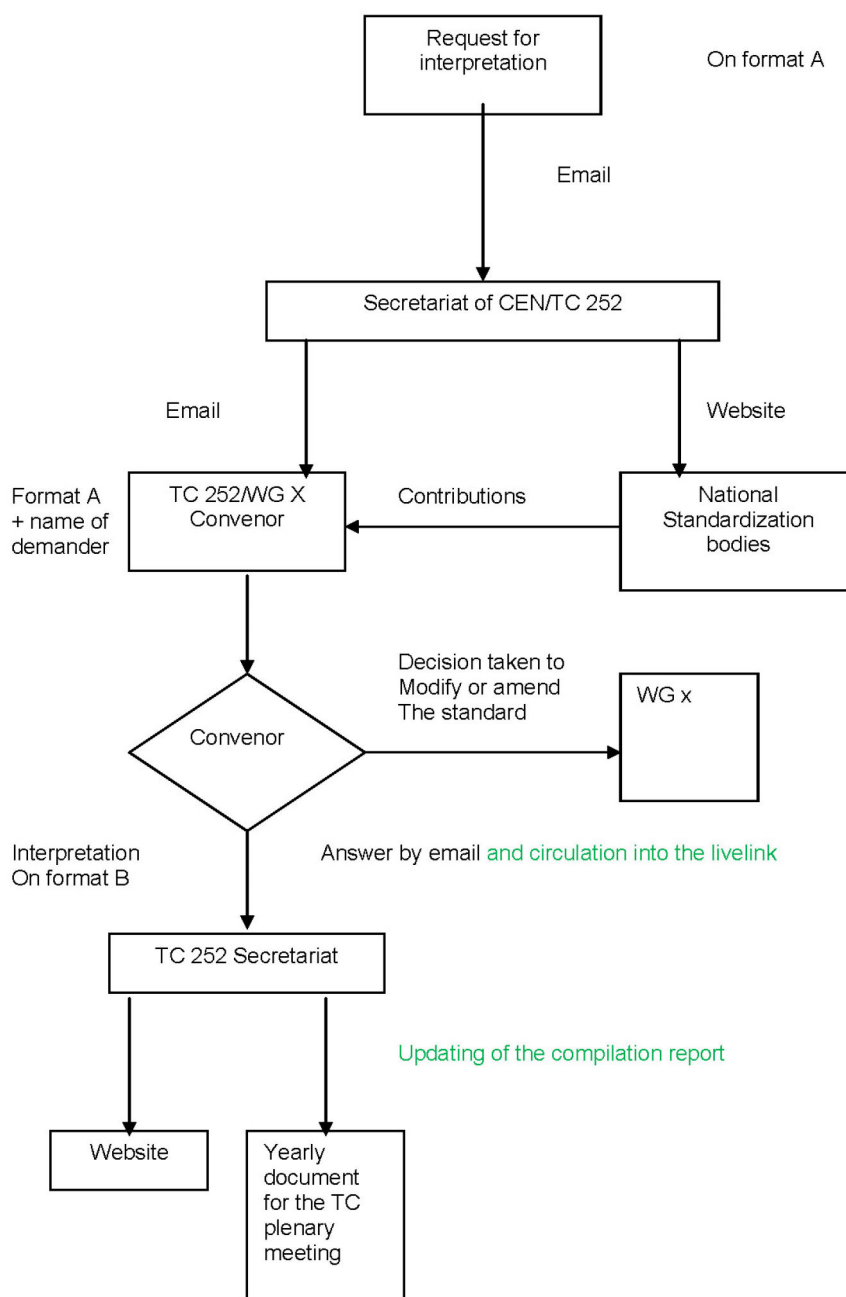 Request for
interpretation
On format A
Email
Secretariat of CEN/TC 252
Email
Website
Format A
+ name of
demander
TC 252/WG X
Convenor
Contributions
National
Standardization
bodies
Decision taken to
Modify or amend
The standard
WG x
Convenor
Interpretation
On format B
Answer by email and circulation into the livelink
TC 252 Secretariat
Updating of the compilation report
Website
Yearly
document
for the TC
plenary
meeting